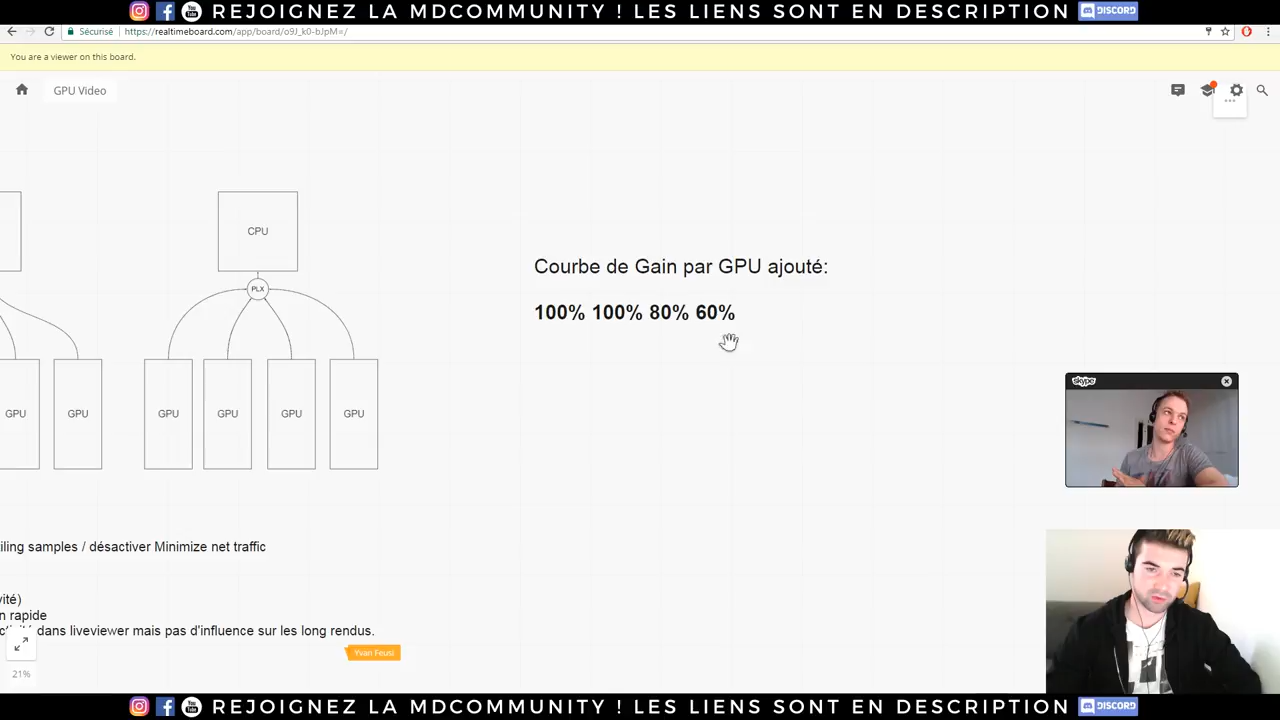 REJOIGNEZ LA MDCOMMUNITY ! LES LIENS SONT EN DESCRIPTION DISCORD
Sécurisé https://realtimeboard.com/app/board/o9J_k0-bJpM=/
You are a viewer on this board.
GPU Video
CPU
PLX
Courbe de Gain par GPU ajouté:
100% 100% 80% 60%
skype
GPU GPU GPU GPU GPU GPU
iling samples / désactiver Minimize net traffic
vité)
n rapide
dans liveviewer mais pas d'influence sur les long rendus.
Yvan Feusi
21%
REJOIGNEZ LA MDCOMMUNITY ! LES LIENS SONT EN DESCRIPTION DISCORD